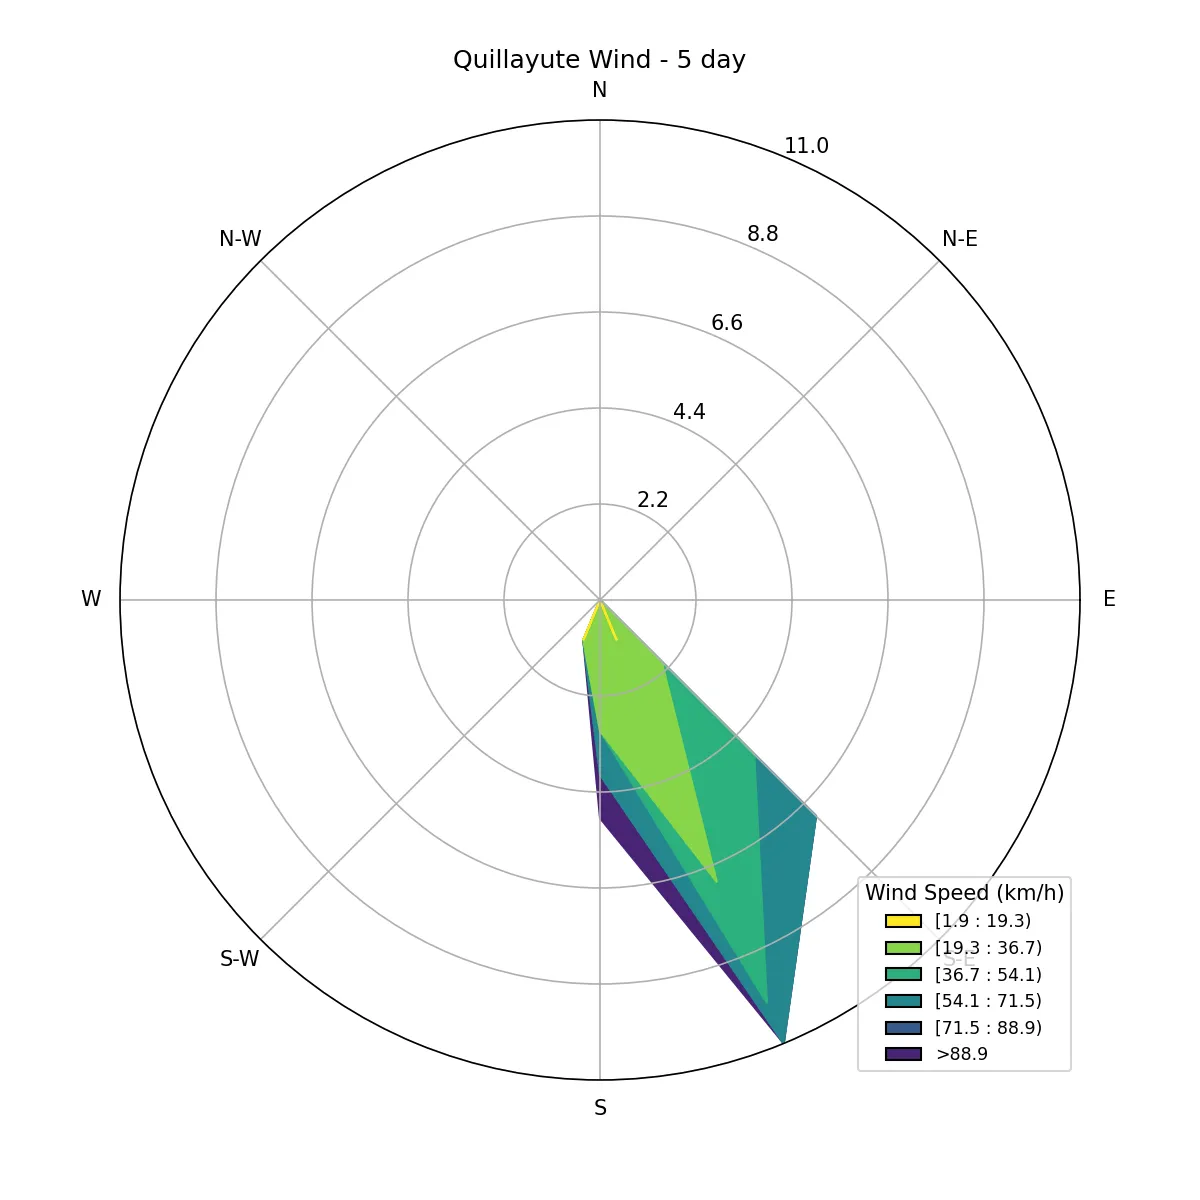 Quillayute Wind - 5 day
N
11.0
N-W
8.8
N-E
6.6
4.4
2.2
W
E
Wind Speed (km/h)
[1.9 : 19.3)
[19.3 : 36.7)
S-W
S-E
[36.7 : 54.1)
[54.1 : 71.5)
[71.5 : 88.9)
>88.9
S